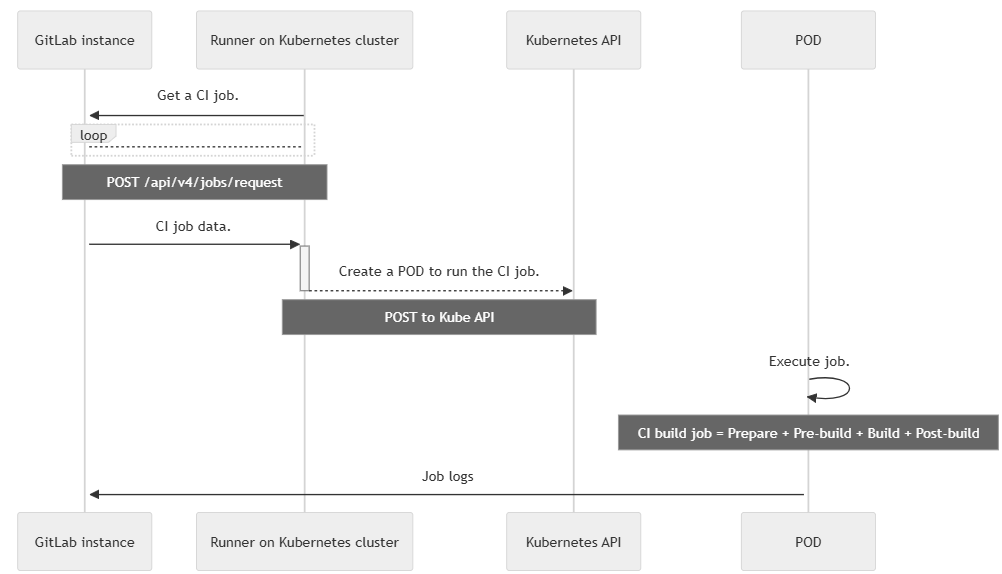 GitLab instance
Runner on Kubernetes cluster
Kubernetes API
POD
Get a CI job.
loop
POST /api/v4/jobs/request
CI job data.
Create a POD to run the CI job.
POST to Kube API
Execute job.
CI build job = Prepare + Pre-build + Build + Post-build
Job logs
GitLab instance
Runner on Kubernetes cluster
Kubernetes API
POD